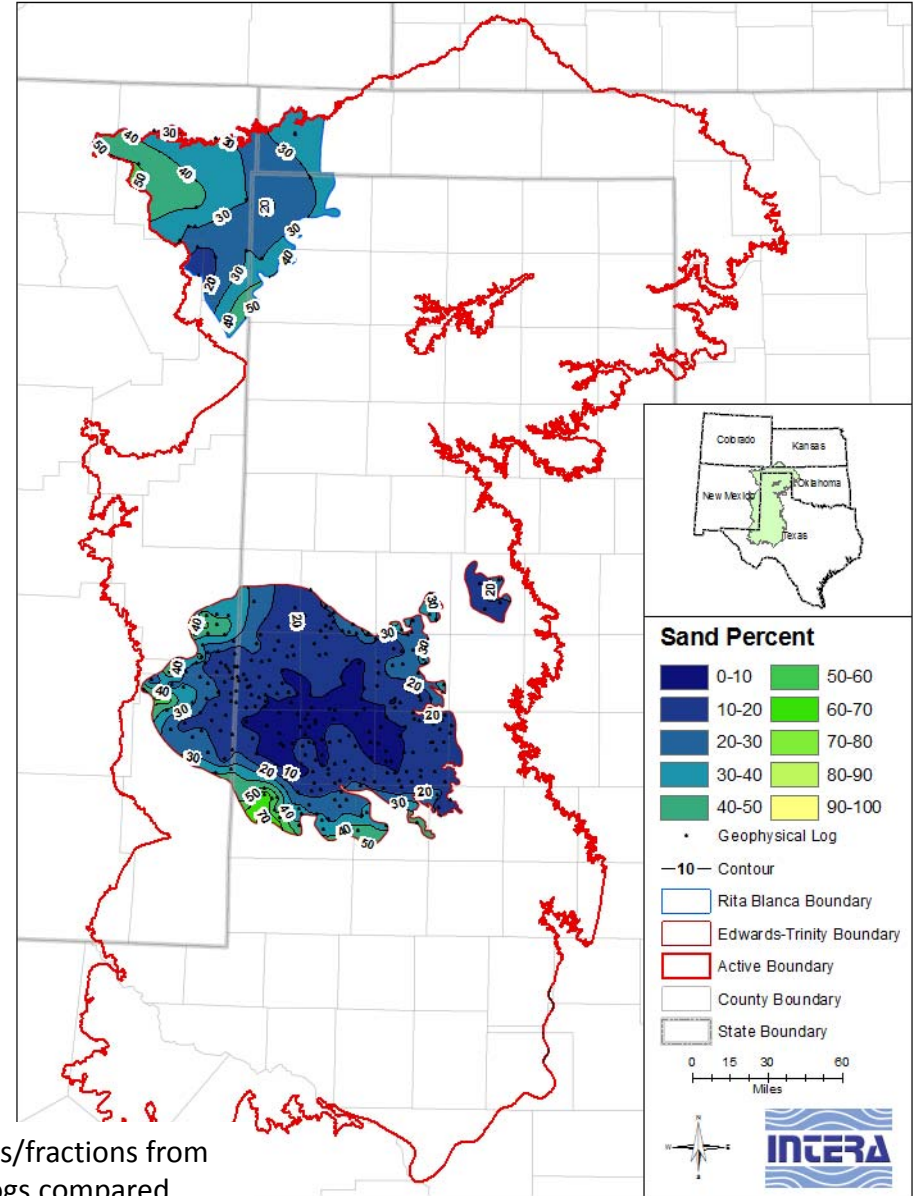 50
40
30
30
30
50
40
30
20
30
30
40
20
30
50
40
Colorado
Kansas
New Mexico
Oklahoma
Texas
20
30
40
20
30
30
40
20
40
20
30
30
20
10
20
30
50
40
70
40
50
Sand Percent
0-10
50-60
10-20
60-70
20-30
70-80
30-40
80-90
40-50
90-100
Geophysical Log
10 Contour
Rita Blanca Boundary
Edwards-Trinity Boundary
Active Boundary
County Boundary
State Boundary
0 15 30 60
Miles
N
W E
S
INTERA
s/fractions from
ogs compared